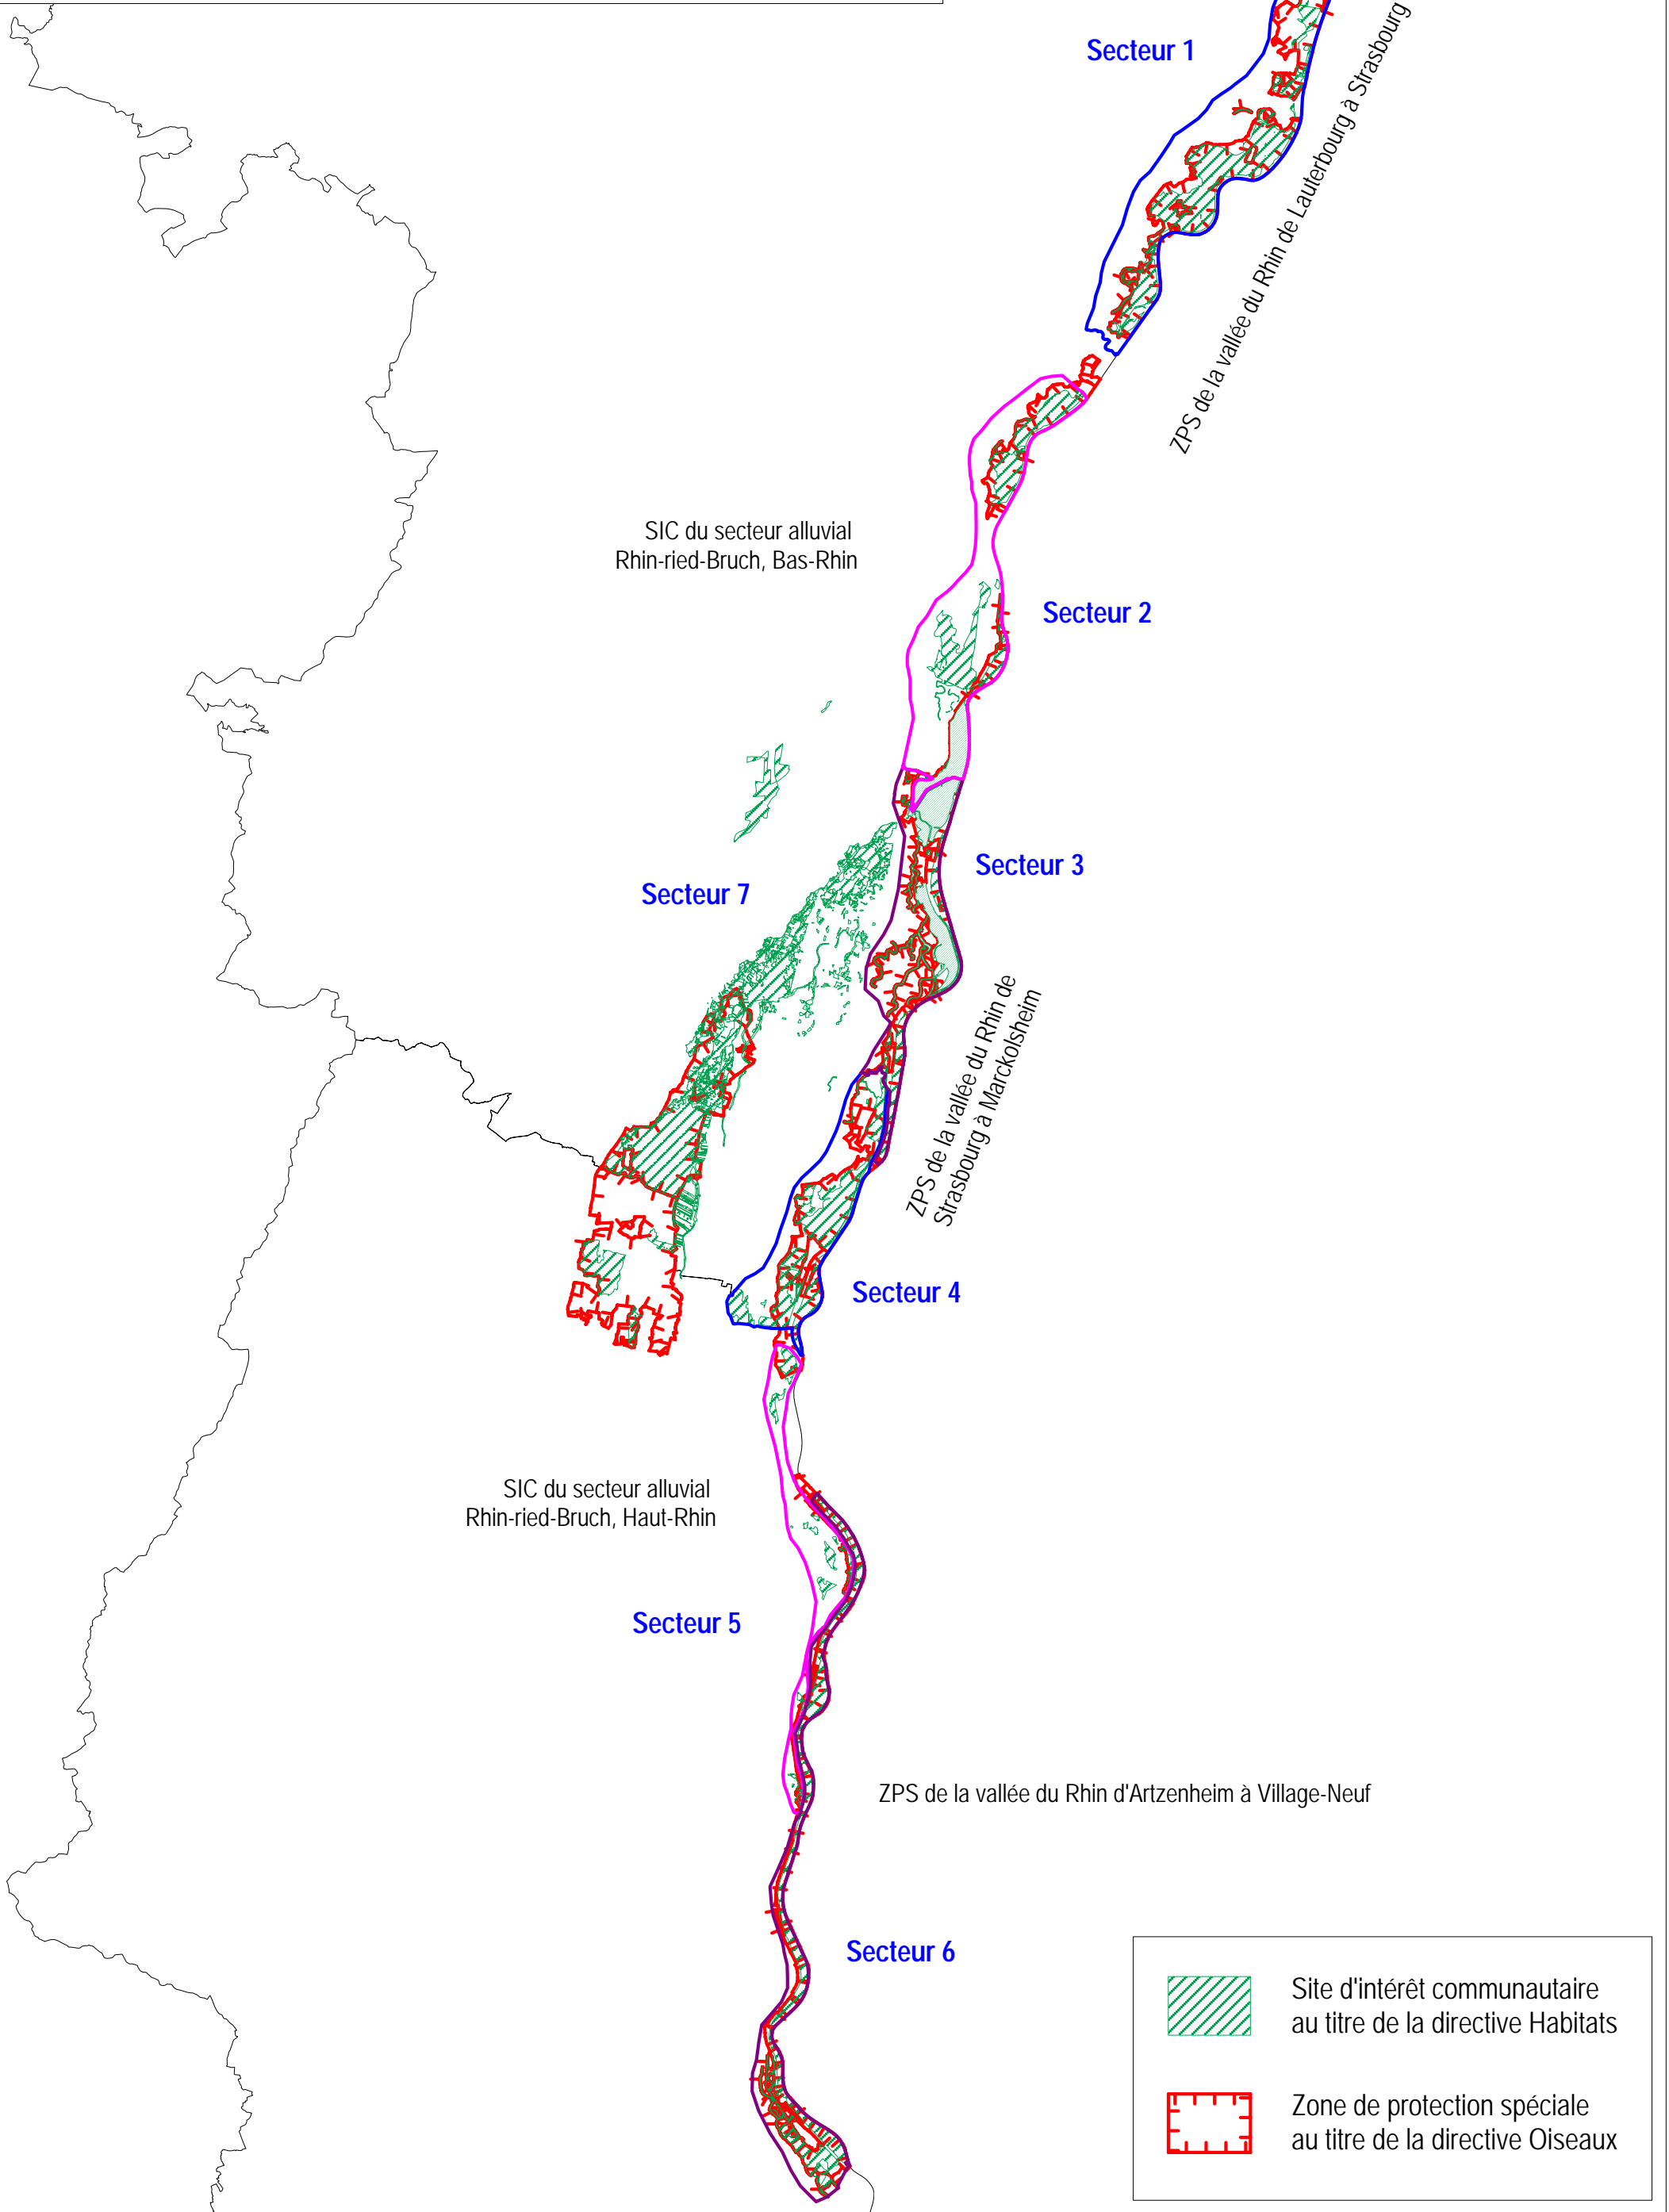 Secteur 1
ZPS de la vallée du Rhin de Lauterbourg à Strasbourg
SIC du secteur alluvial
Rhin-ried-Bruch, Bas-Rhin
Secteur 2
Secteur 3
Secteur 7
ZPS de la vallée du Rhin de
Strasbourg à Marckolsheim
Secteur 4
SIC du secteur alluvial
Rhin-ried-Bruch, Haut-Rhin
Secteur 5
ZPS de la vallée du Rhin d'Artzenheim à Village-Neuf
Secteur 6
Site d'intérêt communautaire
au titre de la directive Habitats
Zone de protection spéciale
au titre de la directive Oiseaux